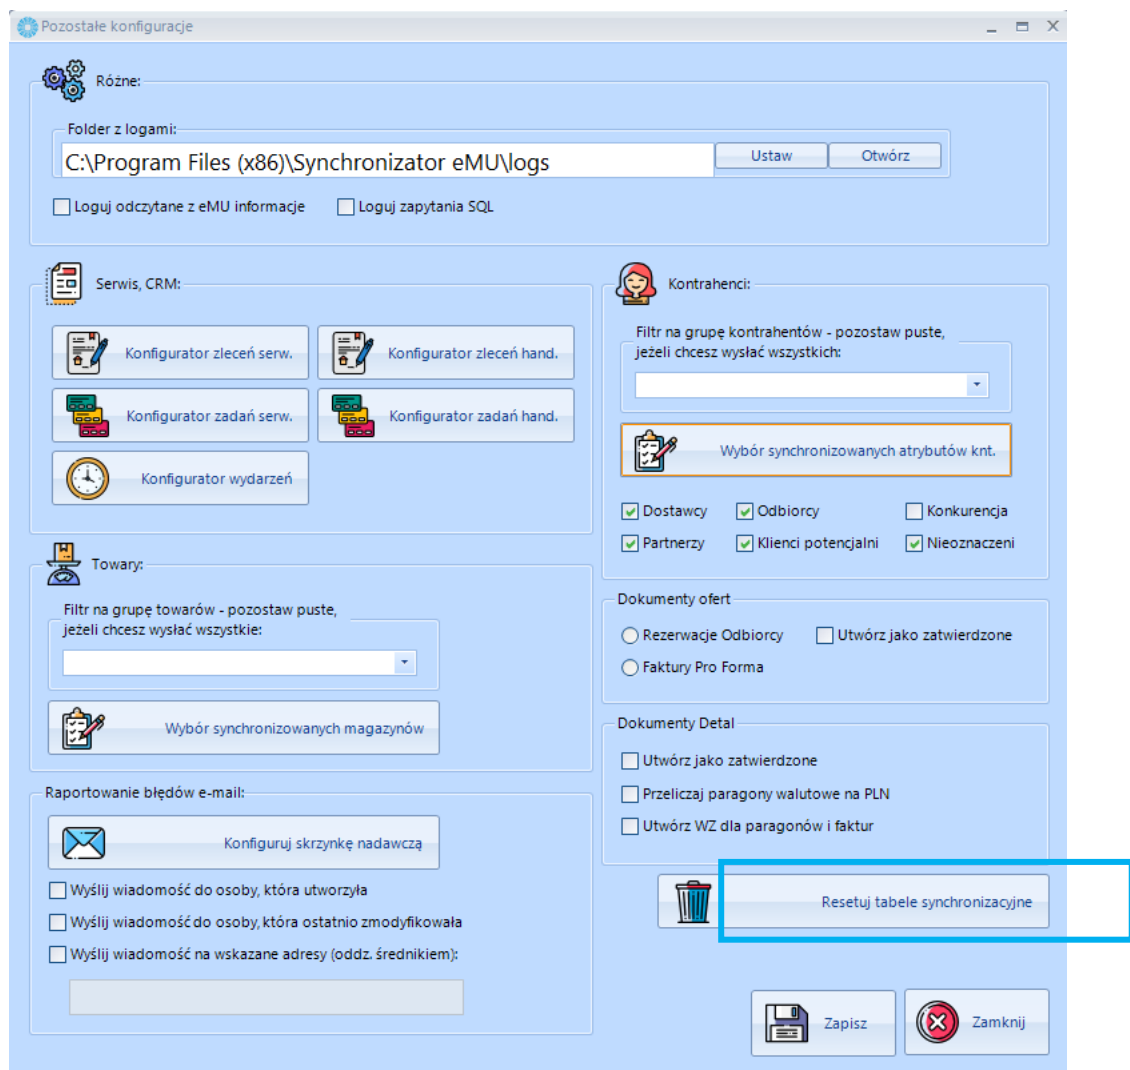 Pozostałe konfiguracje
Różne:
Folder z logami:
C:\Program Files (x86)\Synchronizator eMU\logs
Ustaw
Otwórz
Loguj odczytane z eMU informacje
Loguj zapytania SQL
Serwis, CRM:
Konfigurator zleceń serw.
Konfigurator zleceń hand.
Konfigurator zadań serw.
Konfigurator zadań hand.
Konfigurator wydarzeń
Towary:
Filtr na grupę towarów - pozostaw puste,
jeżeli chcesz wysłać wszystkie:
Wybór synchronizowanych magazynów
Raportowanie błędów e-mail:
Konfiguruj skrzynkę nadawczą
Wyślij wiadomość do osoby, która utworzyła
Wyślij wiadomość do osoby, która ostatnio zmodyfikowała
Wyślij wiadomość na wskazane adresy (oddz. średnikiem):
Kontrahenci:
Filtr na grupę kontrahentów - pozostaw puste,
jeżeli chcesz wysłać wszystkich:
Wybór synchronizowanych atrybutów knt.
Dostawcy
Odbiorcy
Konkurencja
Partnerzy
Klienci potencjalni
Nieoznaczeni
Dokumenty ofert
Rezerwacje Odbiorcy
Utwórz jako zatwierdzone
Faktury Pro Forma
Dokumenty Detal
Utwórz jako zatwierdzone
Przeliczaj paragony walutowe na PLN
Utwórz WZ dla paragonów i faktur
Resetuj tabele synchronizacyjne
Zapisz
Zamknij